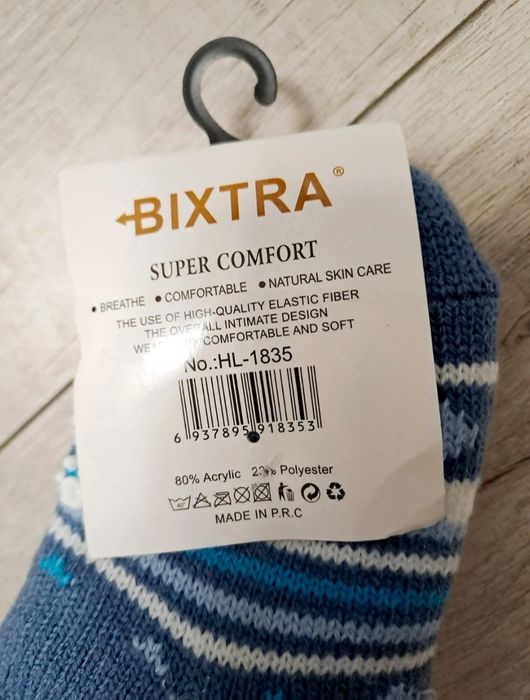 BIXTRA®
SUPER COMFORT
• BREATHE • COMFORTABLE • NATURAL SKIN CARE
THE USE OF HIGH-QUALITY ELASTIC FIBER
THE OVERALL INTIMATE DESIGN
COMFORTABLE AND SOFT
No.:HL-1835
6 937895 918353
80% Acrylic Polyester
40°
MADE IN P.R.C